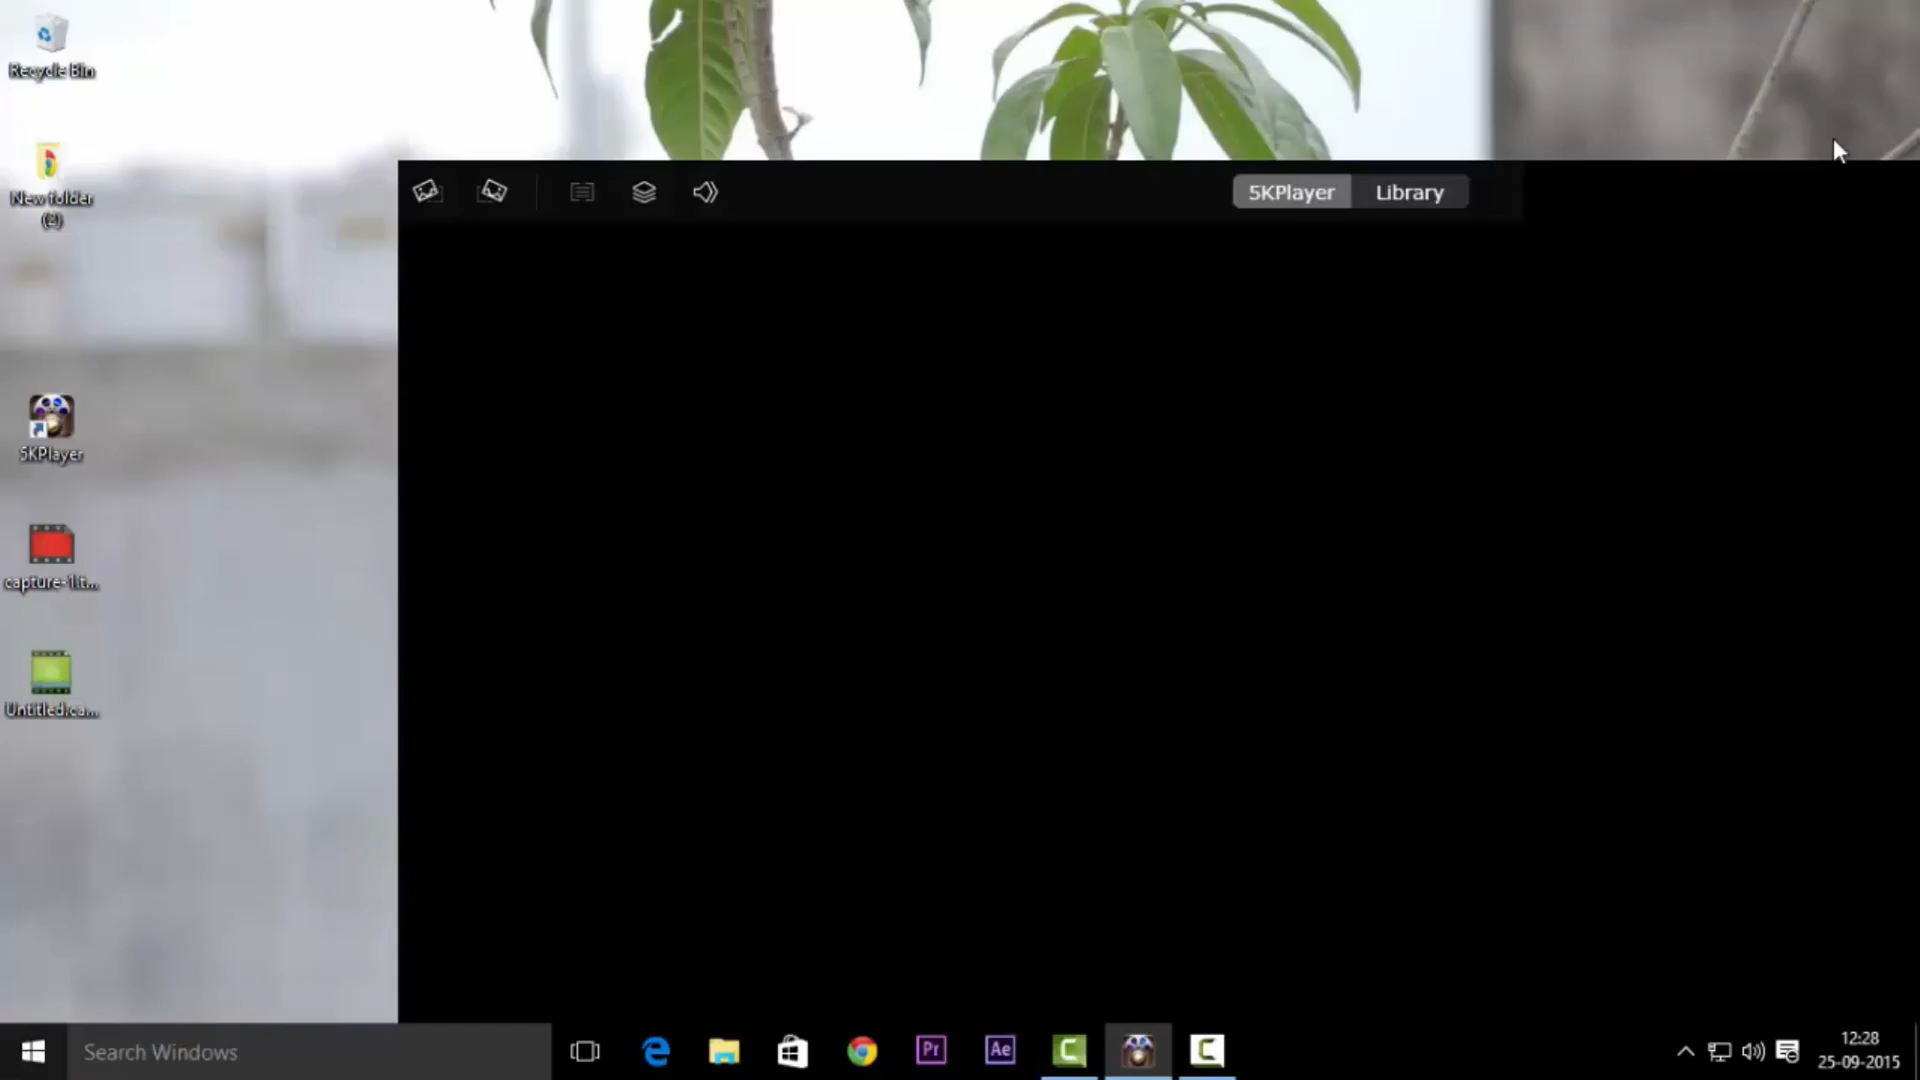 Recycle Bin
New folder
(2)
5KPlayer
capture-1.t...
Untitled.ca...
5KPlayer
Library
Search Windows
Pr
Ae
12:28
25-09-2015